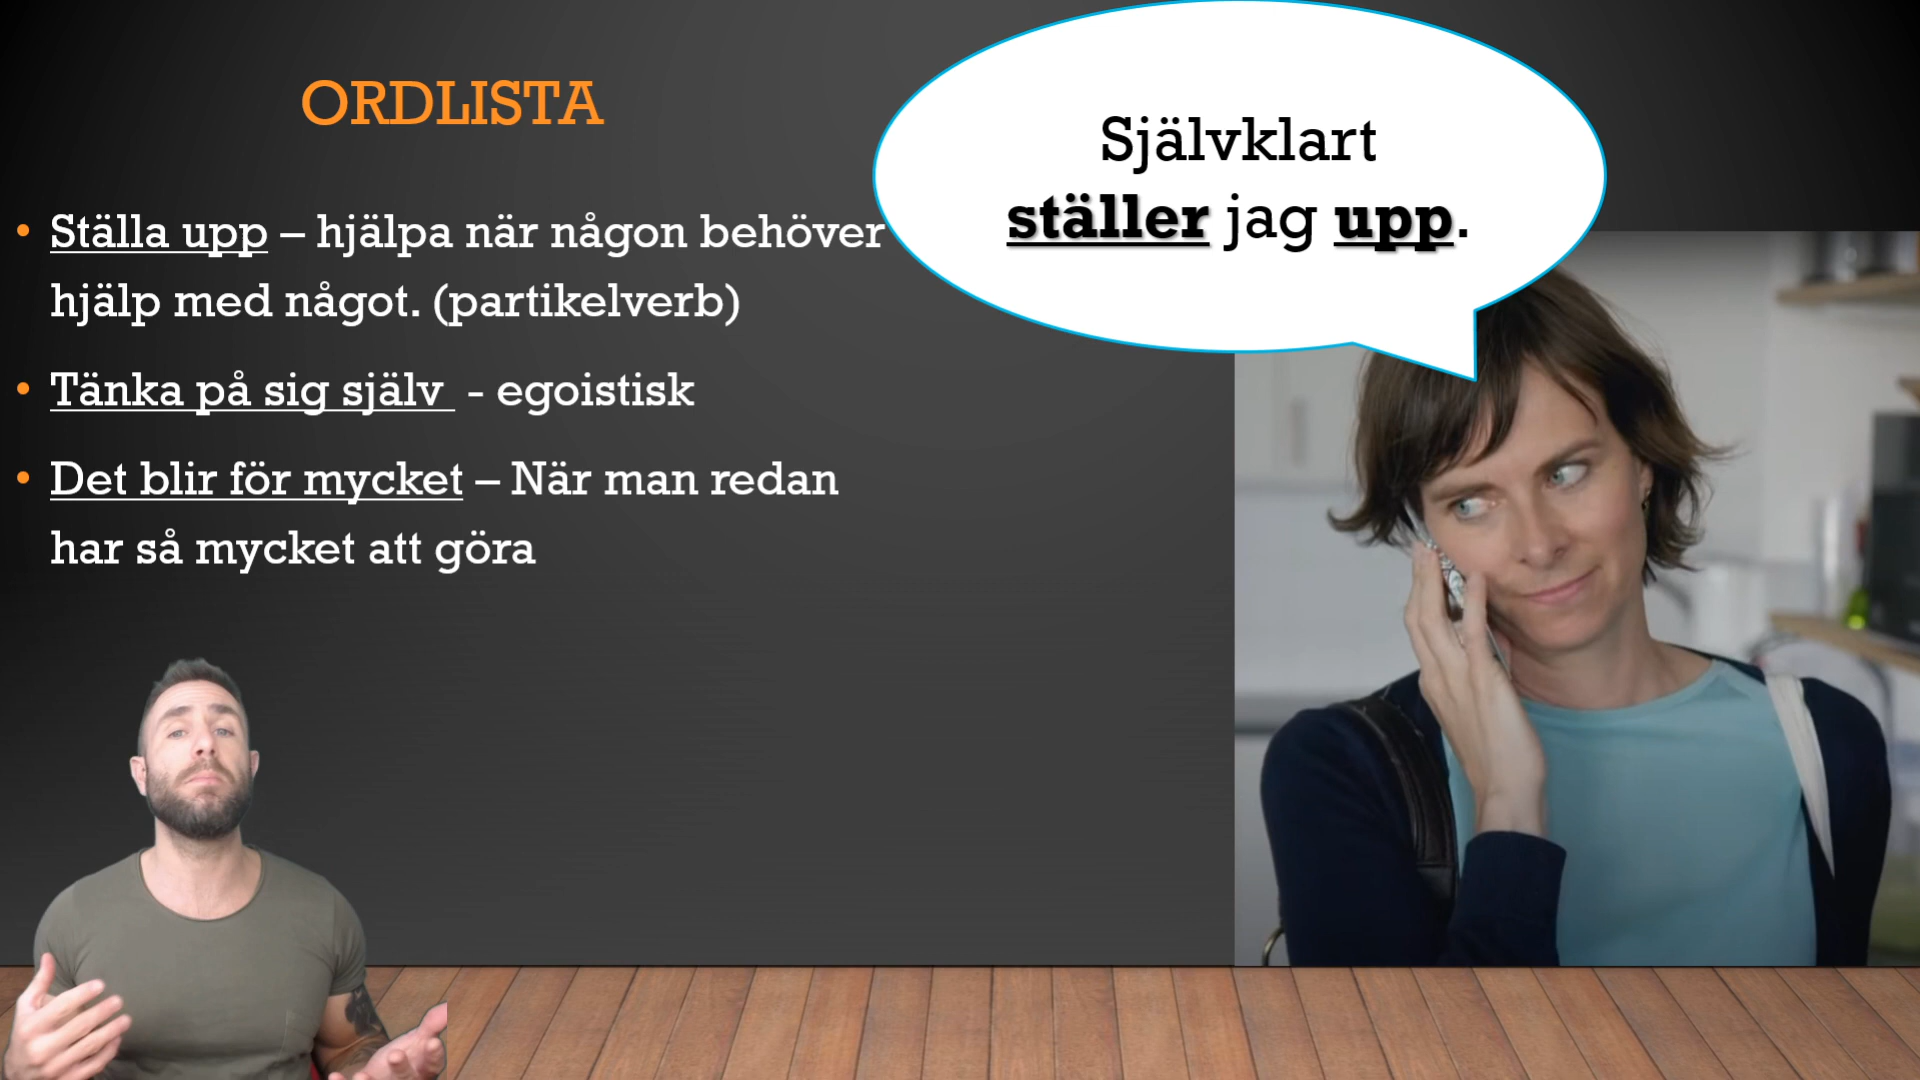 ORDLISTA
• Ställa upp – hjälpa när någon behöver
hjälp med något. (partikelverb)
• Tänka på sig själv - egoistisk
• Det blir för mycket – När man redan
har så mycket att göra
Självklart
ställer jag upp.